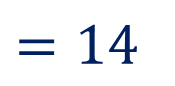 = 14